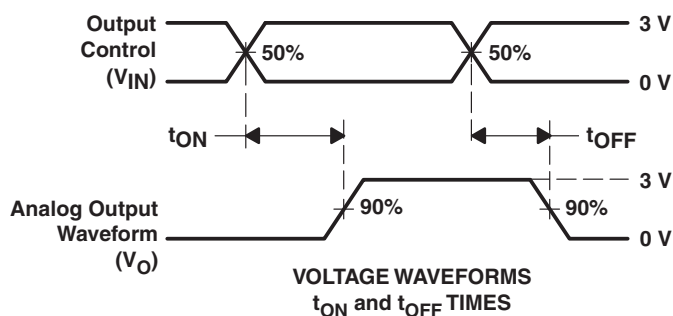 Output
Control
(VIN)
50%
50%
3 V
0 V
tON
tOFF
Analog Output
Waveform
(VO)
90%
90%
3 V
0 V
VOLTAGE WAVEFORMS
tON and tOFF TIMES